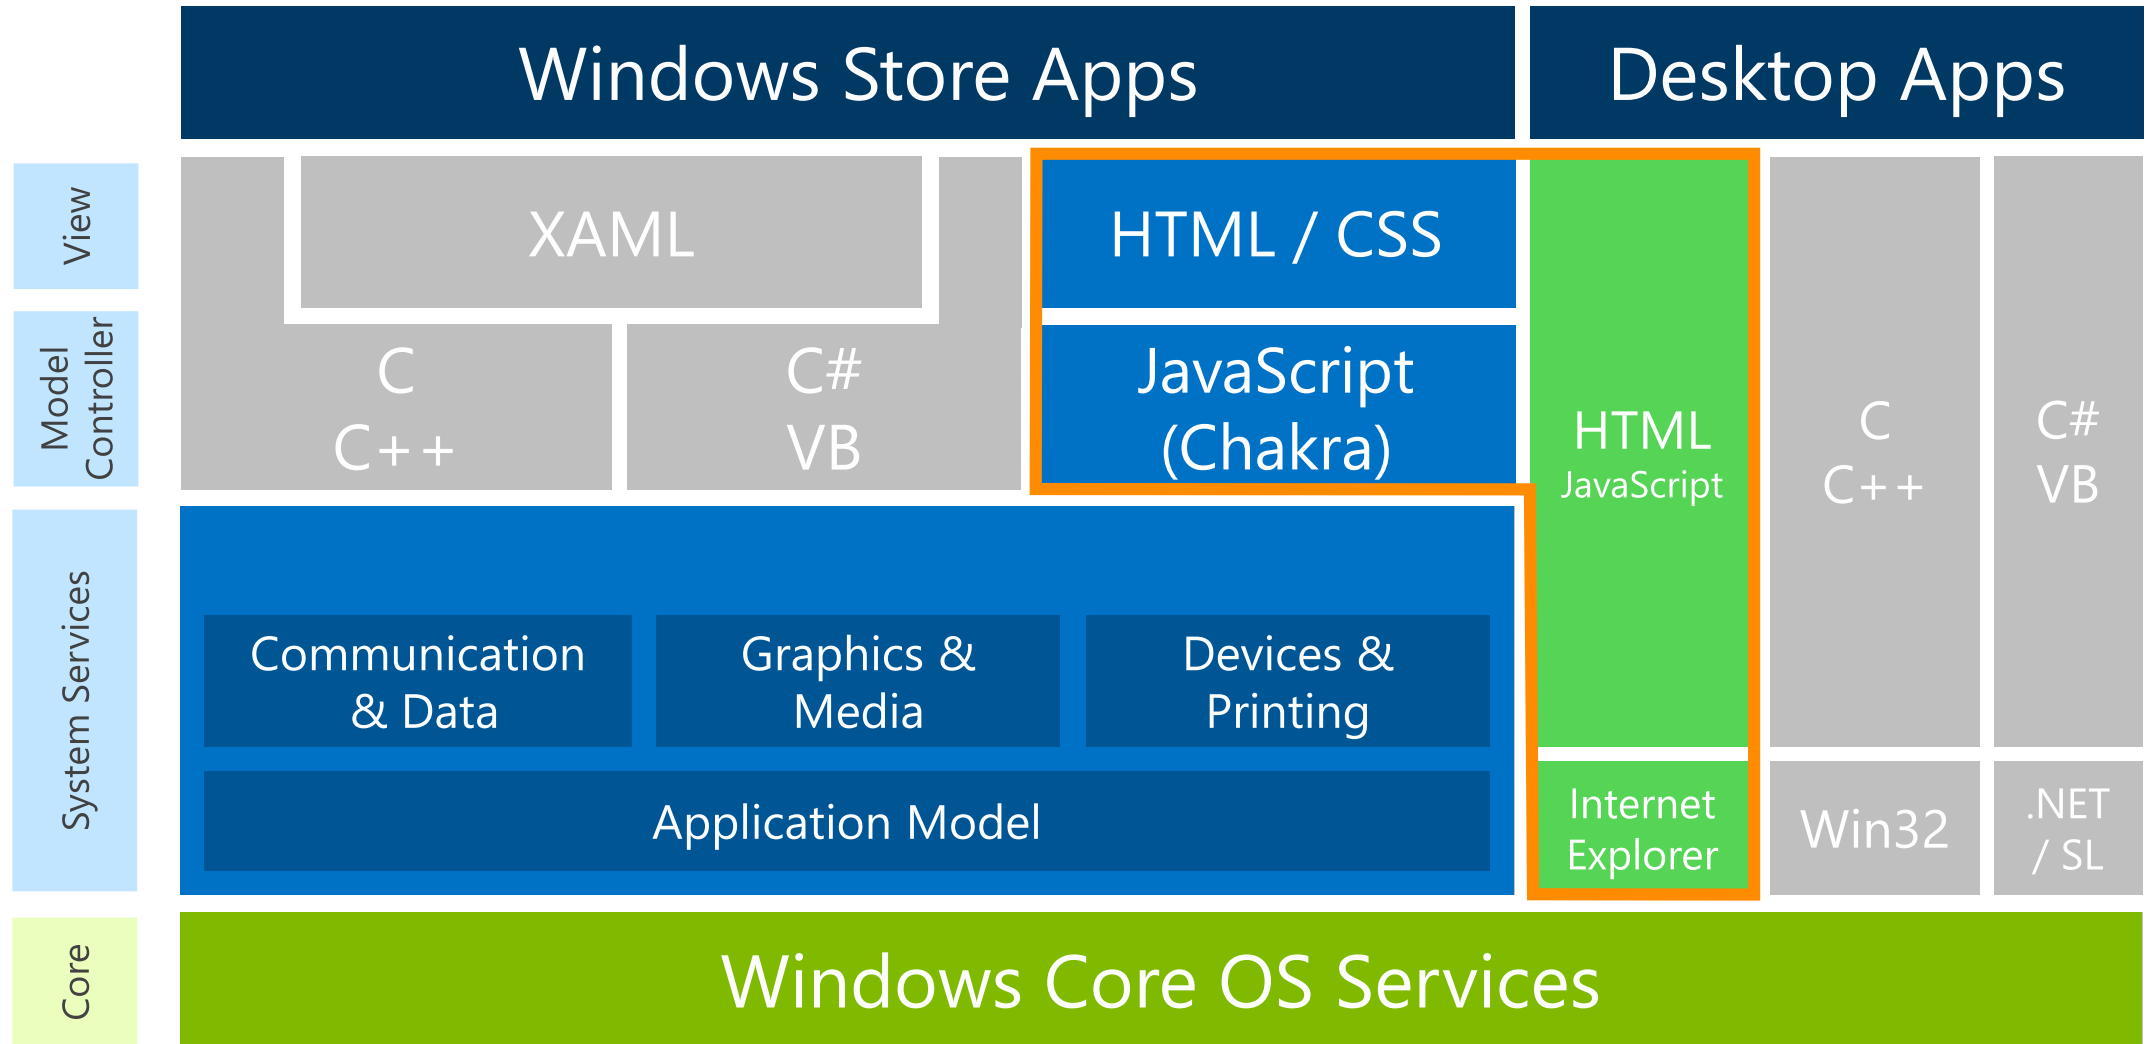 Windows Store Apps
Desktop Apps
View
XAML
HTML / CSS
Model
Controller
C
C++
C#
VB
JavaScript
(Chakra)
HTML
JavaScript
C
C++
C#
VB
System Services
Communication
& Data
Graphics &
Media
Devices &
Printing
Application Model
Internet
Explorer
Win32
.NET
/ SL
Core
Windows Core OS Services